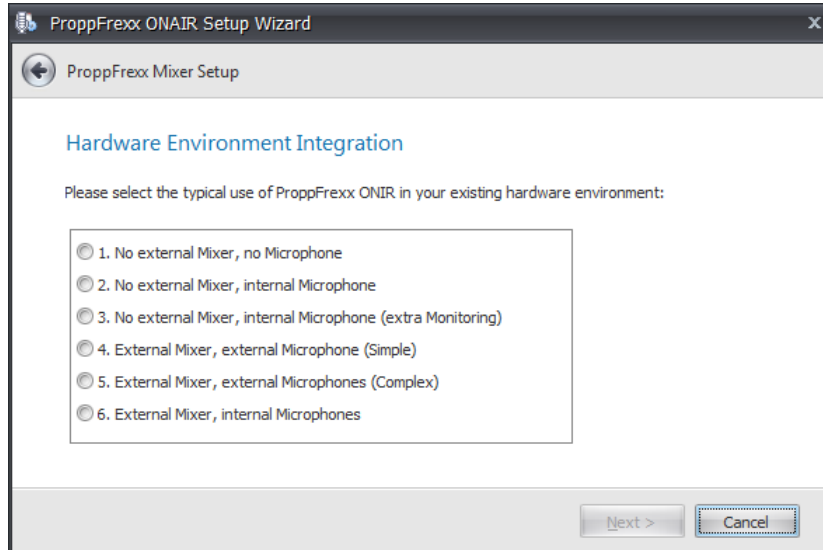 ProppFrexx ONAIR Setup Wizard
x
ProppFrexx Mixer Setup
Hardware Environment Integration
Please select the typical use of ProppFrexx ONIR in your existing hardware environment:
1. No external Mixer, no Microphone
2. No external Mixer, internal Microphone
3. No external Mixer, internal Microphone (extra Monitoring)
4. External Mixer, external Microphone (Simple)
5. External Mixer, external Microphones (Complex)
6. External Mixer, internal Microphones
Next > Cancel